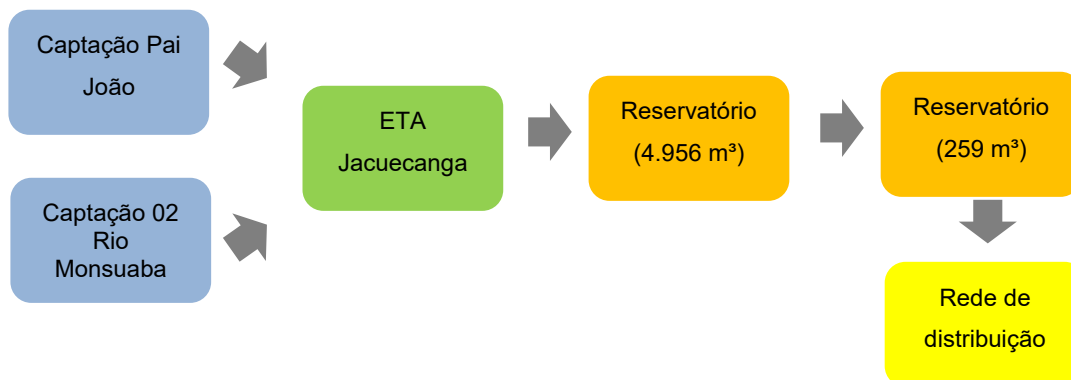 Captação Pai
João
Captação 02
Rio
Monsuaba
ETA
Jacuecanga
Reservatório
(4.956 m³)
Reservatório
(259 m³)
Rede de
distribuição